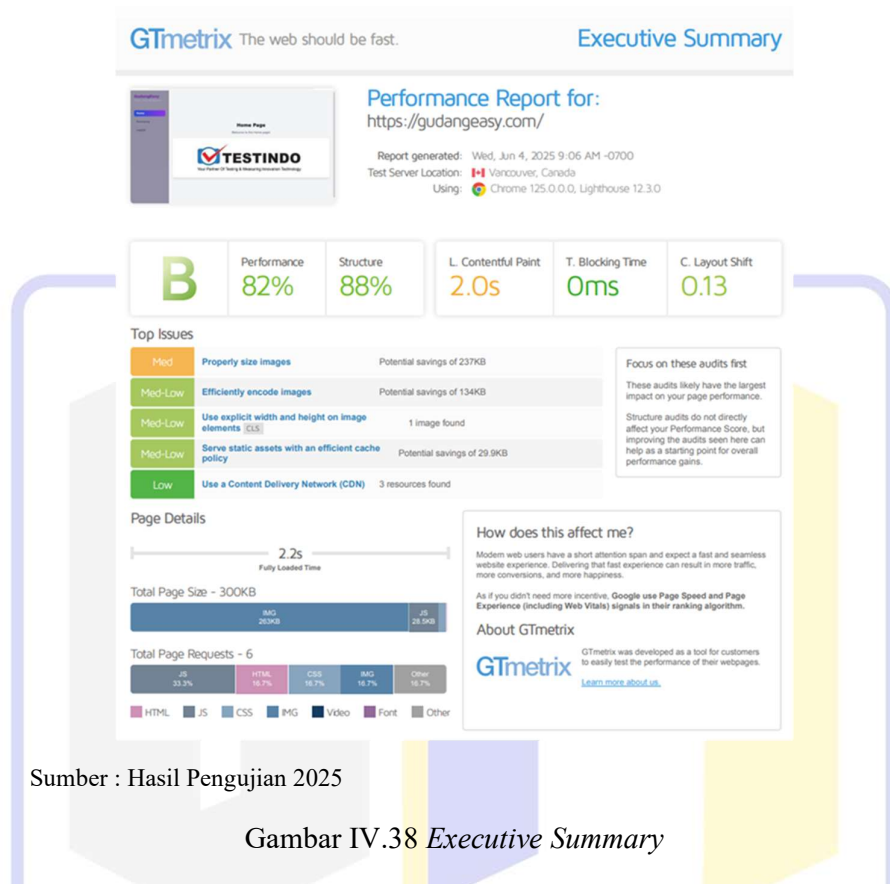 GTmetrix The web should be fast.
Executive Summary
Home Page
TESTINDO
Performance Report for:
https://gudangeasy.com/
Report generated: Wed, Jun 4, 2025 9:06 AM -0700
Test Server Location: Vancouver, Canada
Using: Chrome 125.0.0.0, Lighthouse 12.3.0
B
Performance
82%
Structure
88%
L. Contentful Paint
2.0s
T. Blocking Time
0ms
C. Layout Shift
0.13
Top Issues
Med Properly size images Potential savings of 237KB
Med-Low Efficiently encode images Potential savings of 134KB
Med-Low Use explicit width and height on image
elements CLS 1 image found
Med-Low Serve static assets with an efficient cache
policy Potential savings of 29.9KB
Low Use a Content Delivery Network (CDN) 3 resources found
Focus on these audits first
These audits likely have the largest
impact on your page performance.
Structure audits do not directly
affect your Performance Score, but
improving the audits seen here can
help as a starting point for overall
performance gains.
Page Details
2.2s
Fully Loaded Time
Total Page Size - 300KB
IMG
263KB
JS
28.5KB
Total Page Requests - 6
JS
33.3%
HTML
16.7%
CSS
16.7%
IMG
16.7%
Other
16.7%
HTML JS CSS IMG Video Font Other
How does this affect me?
Modern web users have a short attention span and expect a fast and seamless
website experience. Delivering that fast experience can result in more traffic,
more conversions, and more happiness.
As if you didn't need more incentive, Google use Page Speed and Page
Experience (including Web Vitals) signals in their ranking algorithm.
About GTmetrix
GTmetrix
GTmetrix was developed as a tool for customers
to easily test the performance of their webpages.
Learn more about us.
Sumber : Hasil Pengujian 2025
Gambar IV.38 Executive Summary